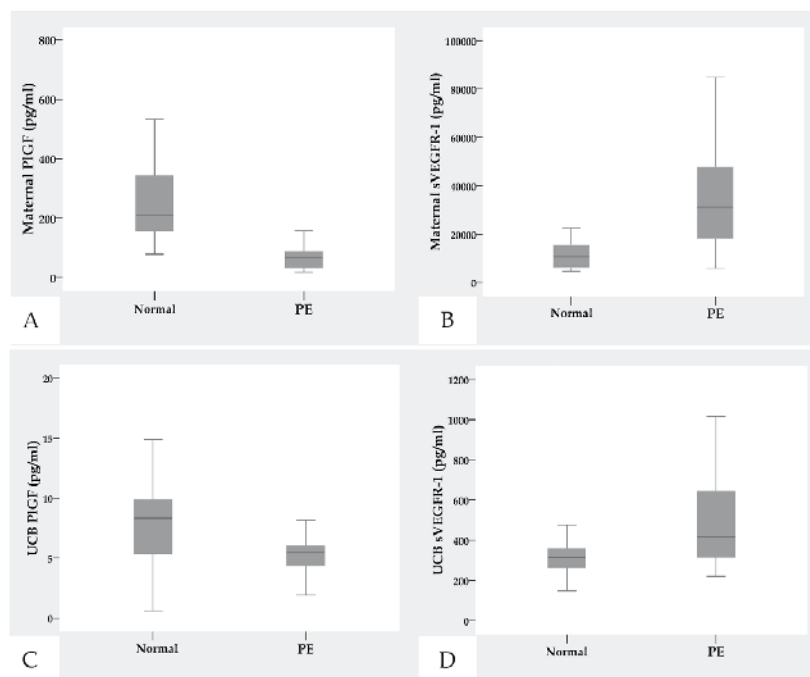 Maternal PlGF (pg/ml)
800
600
400
200
0
Normal
PE
A
Maternal sVEGFR-1 (pg/ml)
100000
80000
60000
40000
20000
0
Normal
PE
B
UCB PlGF (pg/ml)
20
15
10
5
0
Normal
PE
C
UCB sVEGFR-1 (pg/ml)
1200
1000
800
600
400
200
0
Normal
PE
D